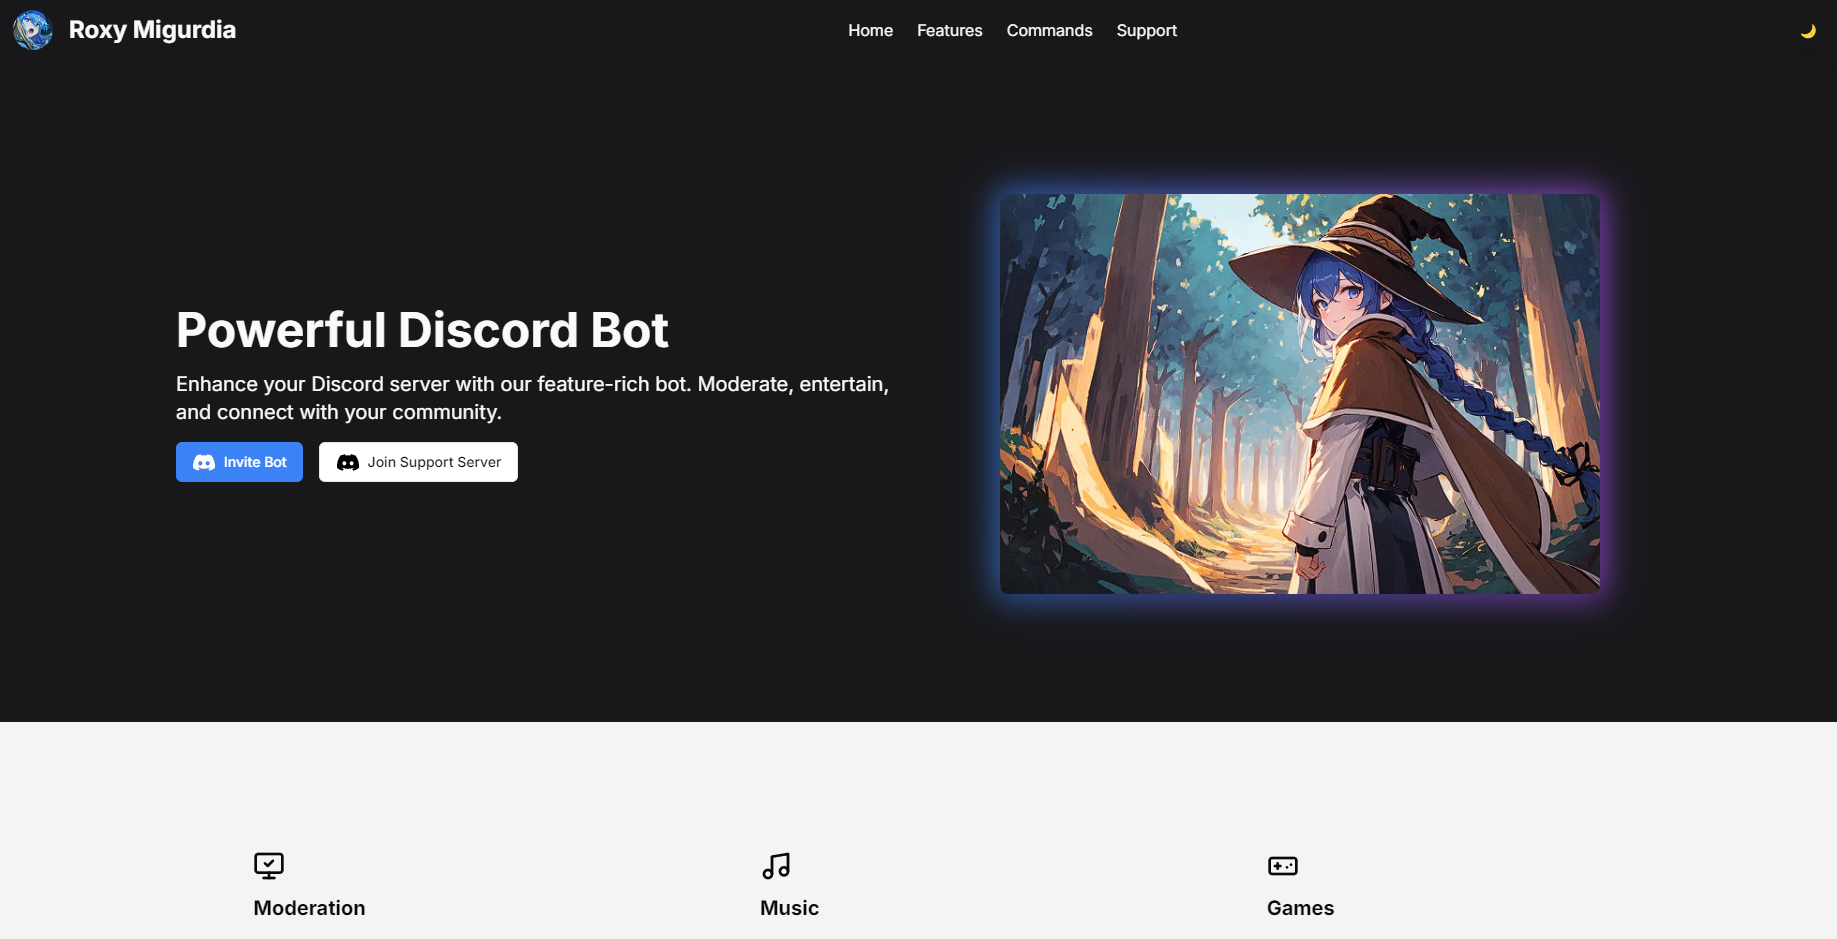 Roxy Migurdia
Home
Features
Commands
Support
Powerful Discord Bot
Enhance your Discord server with our feature-rich bot. Moderate, entertain,
and connect with your community.
Invite Bot
Join Support Server
Moderation
Music
Games